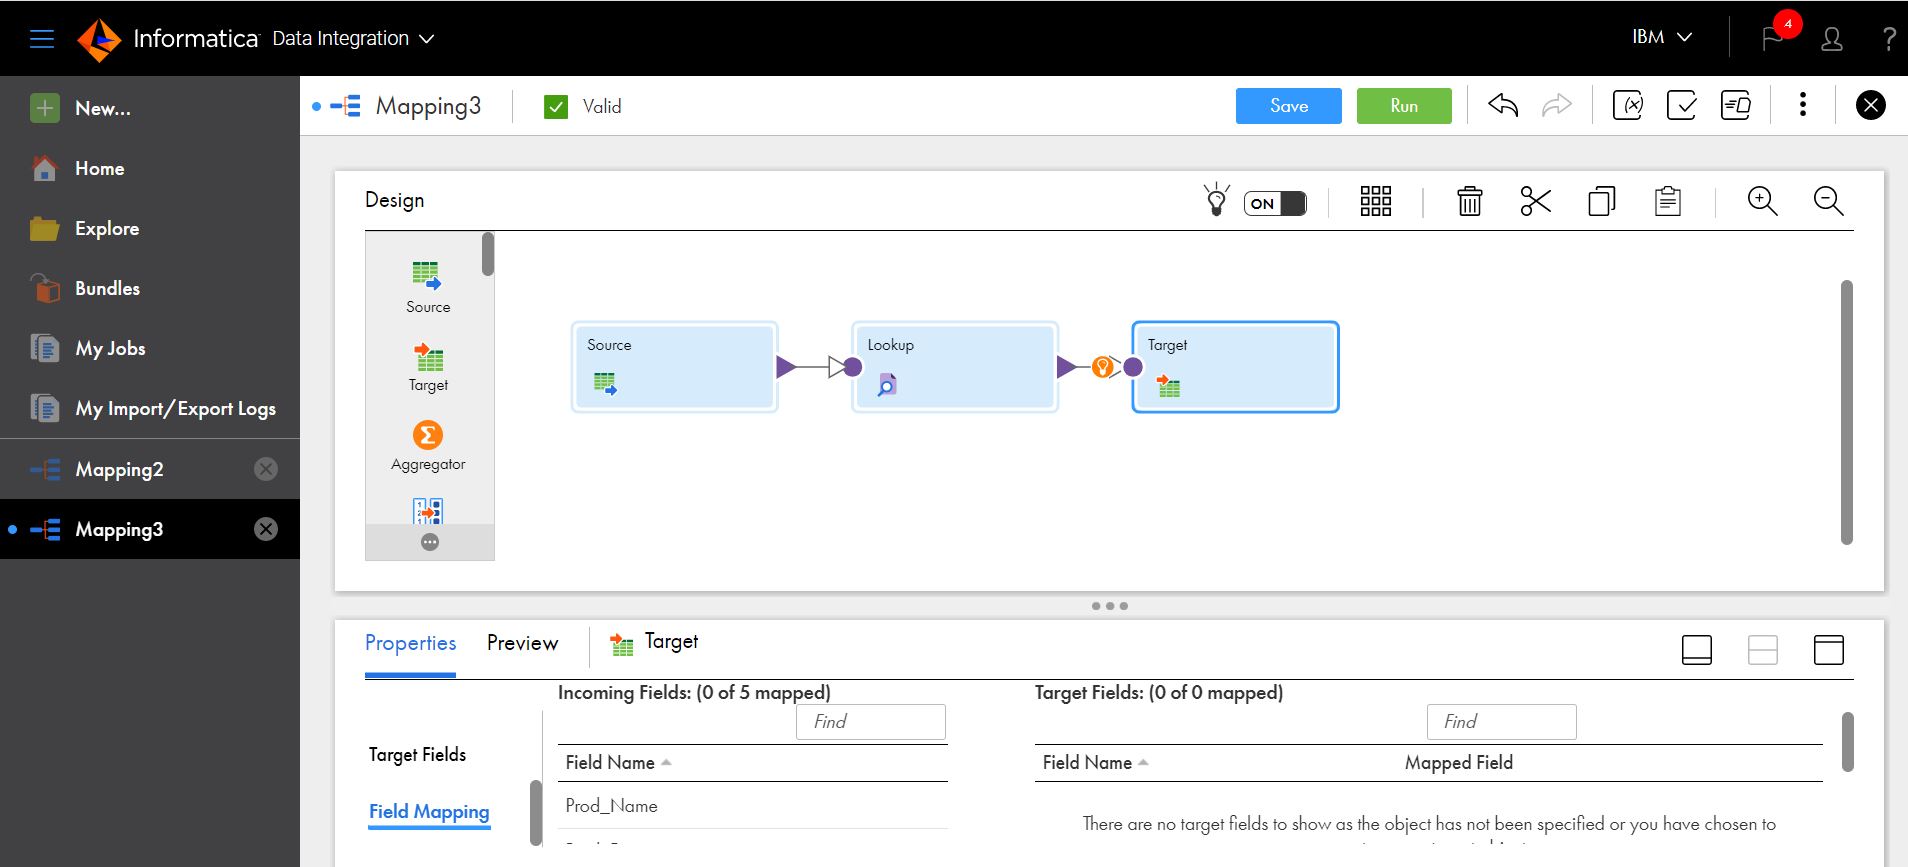 Informatica Data Integration
IBM
4
?
New...
Home
Explore
Bundles
My Jobs
My Import/Export Logs
Mapping2
Mapping3
Mapping3
Valid
Save
Run
(x)
Design
ON
Source
Target
Aggregator
Source
Lookup
Target
Properties
Preview
Target
Target Fields
Field Mapping
Incoming Fields: (0 of 5 mapped)
Find
Field Name
Prod_Name
Target Fields: (0 of 0 mapped)
Find
Field Name
Mapped Field
There are no target fields to show as the object has not been specified or you have chosen to